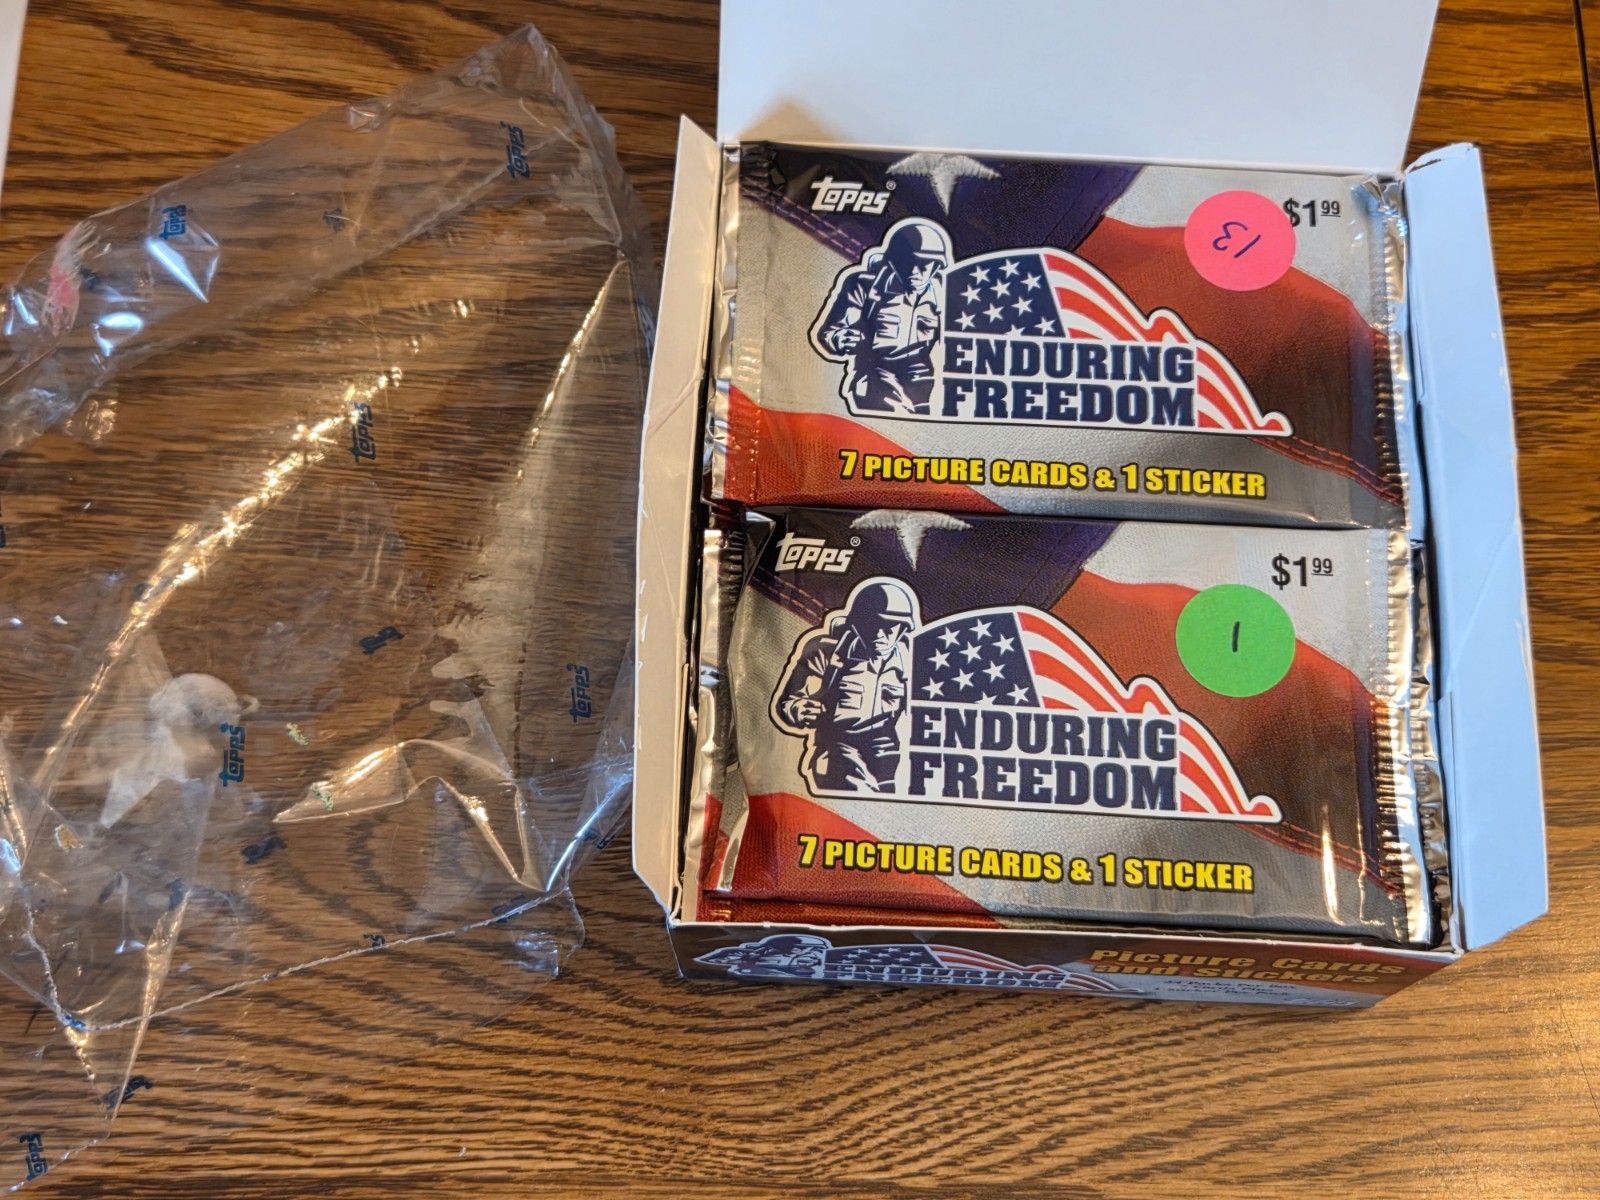 topps®
$1.99
13
ENDURING
FREEDOM
7 PICTURE CARDS & 1 STICKER
topps®
$1.99
1
ENDURING
FREEDOM
7 PICTURE CARDS & 1 STICKER
ENDURING
FREEDOM
Picture Cards
and Stickers
topps
topps
topps
topps
topps
topps